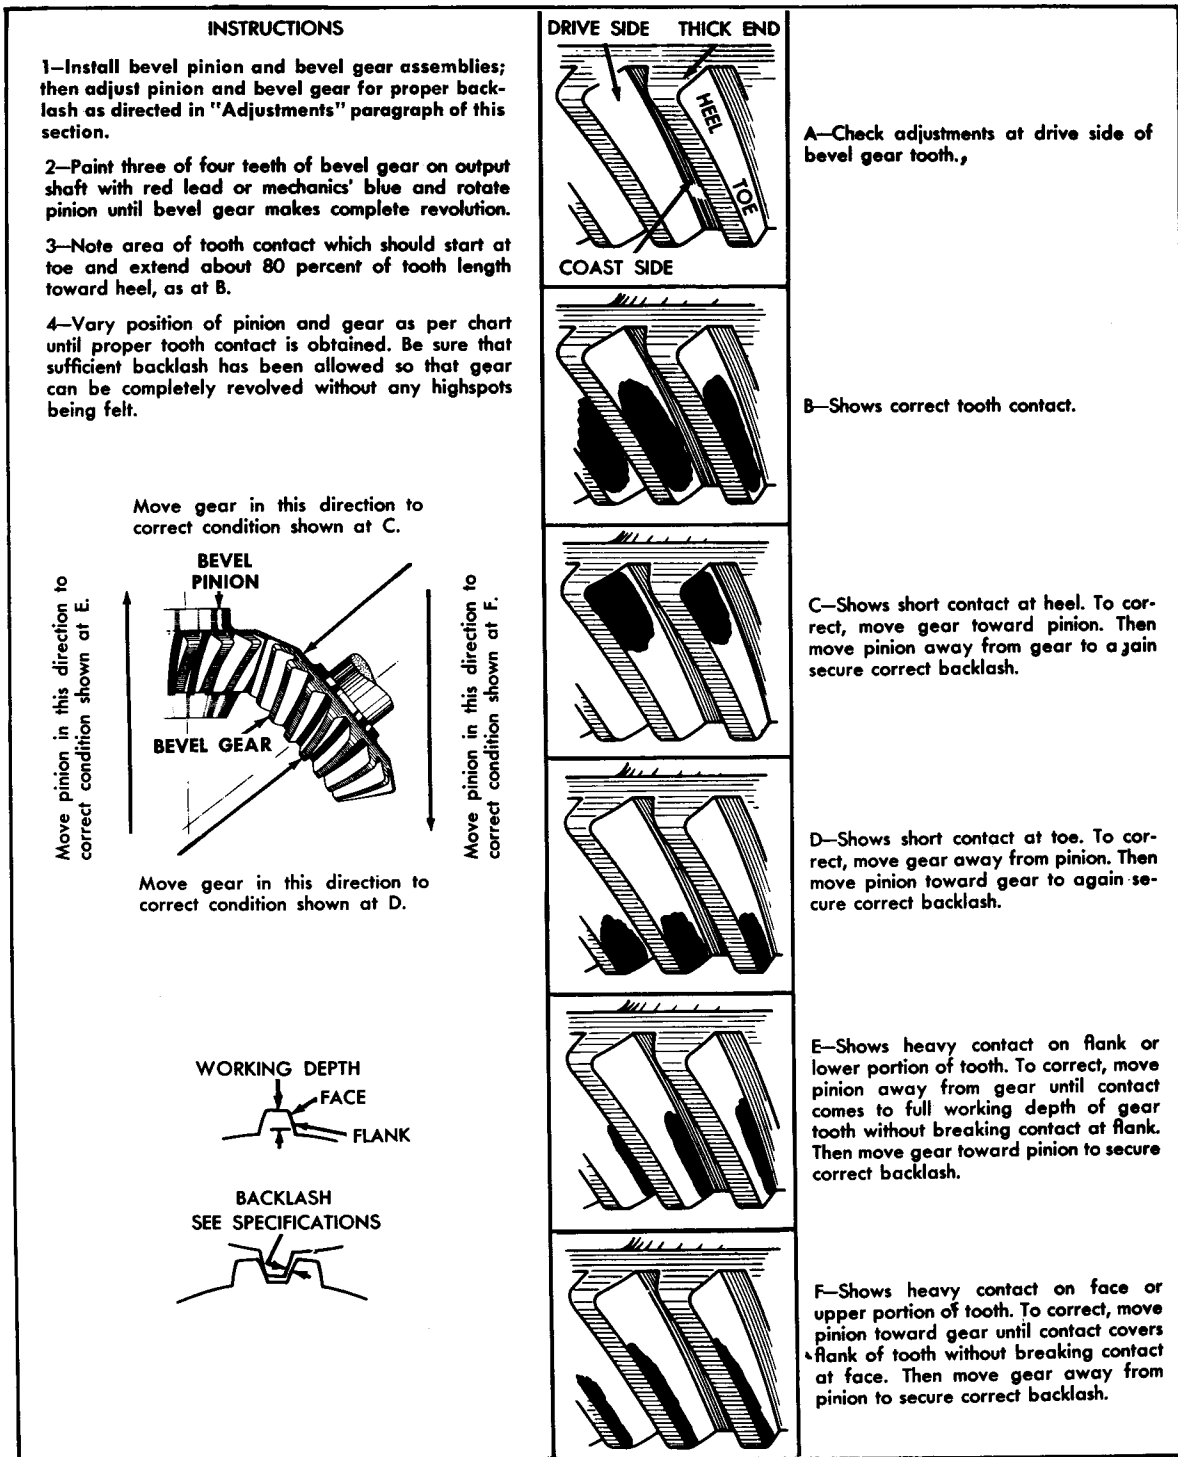 INSTRUCTIONS
1—Install bevel pinion and bevel gear assemblies;
then adjust pinion and bevel gear for proper back-
lash as directed in "Adjustments" paragraph of this
section.
2—Paint three of four teeth of bevel gear on output
shaft with red lead or mechanics' blue and rotate
pinion until bevel gear makes complete revolution.
3—Note area of tooth contact which should start at
toe and extend about 80 percent of tooth length
toward heel, as at B.
4—Vary position of pinion and gear as per chart
until proper tooth contact is obtained. Be sure that
sufficient backlash has been allowed so that gear
can be completely revolved without any highspots
being felt.
Move gear in this direction to
correct condition shown at C.
BEVEL
PINION
Move pinion in this direction to
correct condition shown at E.
Move pinion in this direction to
correct condition shown at F.
BEVEL GEAR
Move gear in this direction to
correct condition shown at D.
WORKING DEPTH
FACE
FLANK
BACKLASH
SEE SPECIFICATIONS
DRIVE SIDE THICK END
HEEL
TOE
COAST SIDE
A—Check adjustments at drive side of
bevel gear tooth.,
B—Shows correct tooth contact.
C—Shows short contact at heel. To cor-
rect, move gear toward pinion. Then
move pinion away from gear to again
secure correct backlash.
D—Shows short contact at toe. To cor-
rect, move gear away from pinion. Then
move pinion toward gear to again se-
cure correct backlash.
E—Shows heavy contact on flank or
lower portion of tooth. To correct, move
pinion away from gear until contact
comes to full working depth of gear
tooth without breaking contact at flank.
Then move gear toward pinion to secure
correct backlash.
F—Shows heavy contact on face or
upper portion of tooth. To correct, move
pinion toward gear until contact covers
flank of tooth without breaking contact
at face. Then move gear away from
pinion to secure correct backlash.